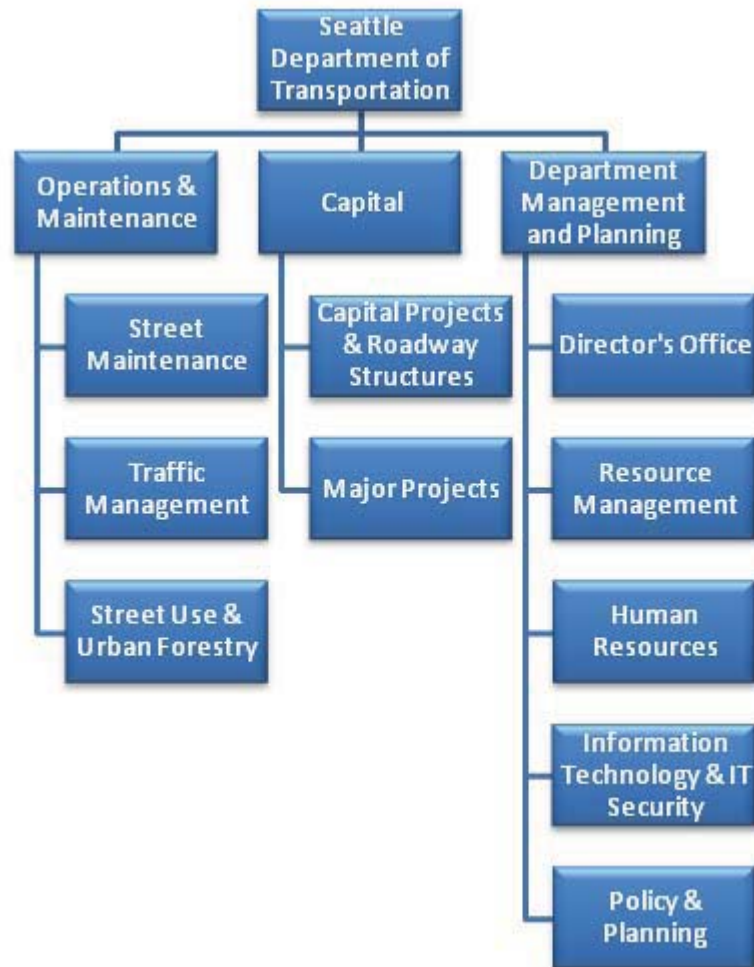 Seattle
Department of
Transportation
Operations &
Maintenance
Capital
Department
Management
and Planning
Street
Maintenance
Traffic
Management
Street Use &
Urban Forestry
Capital Projects
& Roadway
Structures
Major Projects
Director's Office
Resource
Management
Human
Resources
Information
Technology & IT
Security
Policy &
Planning